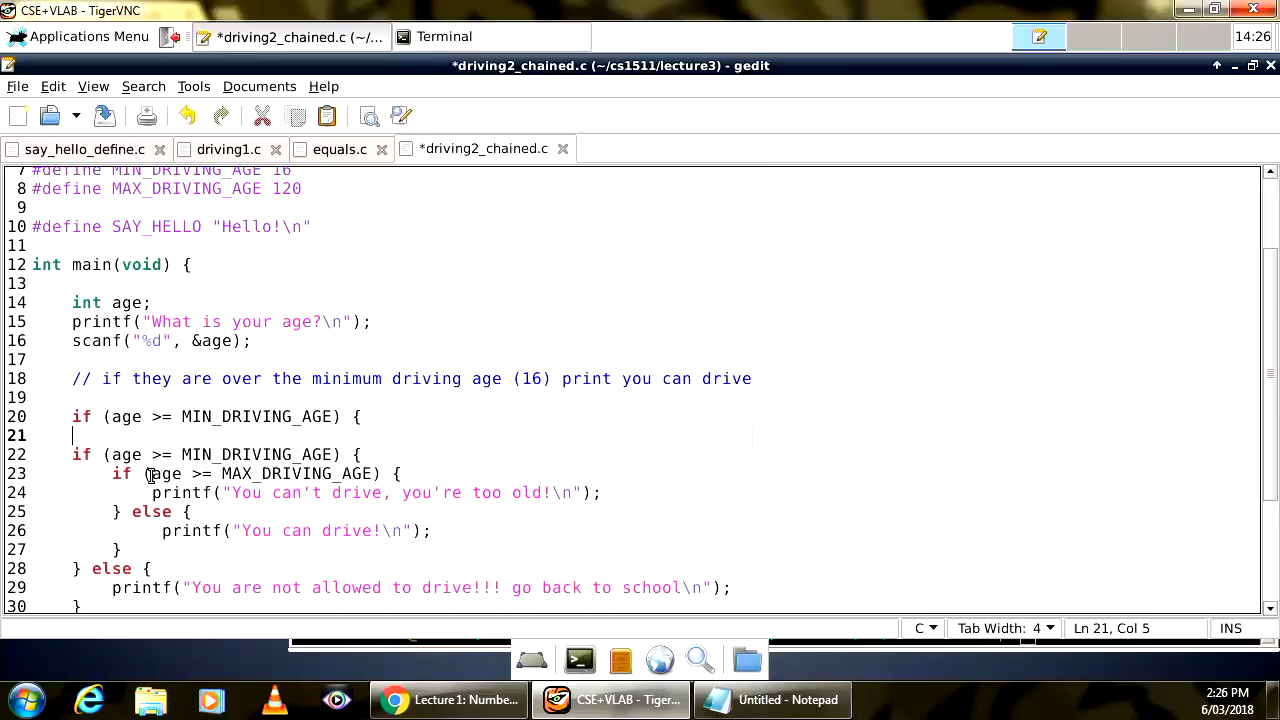 CSE+VLAB - TigerVNC
Applications Menu
*driving2_chained.c (~/...
Terminal
14:26
*driving2_chained.c (~/cs1511/lecture3) - gedit
File Edit View Search Tools Documents Help
say_hello_define.c
driving1.c
equals.c
*driving2_chained.c
7 #define MIN_DRIVING_AGE 16
8 #define MAX_DRIVING_AGE 120
9
10 #define SAY_HELLO "Hello!\n"
11
12 int main(void) {
13
14 int age;
15 printf("What is your age?\n");
16 scanf("%d", &age);
17
18 // if they are over the minimum driving age (16) print you can drive
19
20 if (age >= MIN_DRIVING_AGE) {
21
22 if (age >= MIN_DRIVING_AGE) {
23 if (age >= MAX_DRIVING_AGE) {
24 printf("You can't drive, you're too old!\n");
25 } else {
26 printf("You can drive!\n");
27 }
28 } else {
29 printf("You are not allowed to drive!!! go back to school\n");
30 }
C
Tab Width: 4
Ln 21, Col 5
INS
Lecture 1: Numbe...
CSE+VLAB - Tiger...
Untitled - Notepad
2:26 PM
6/03/2018